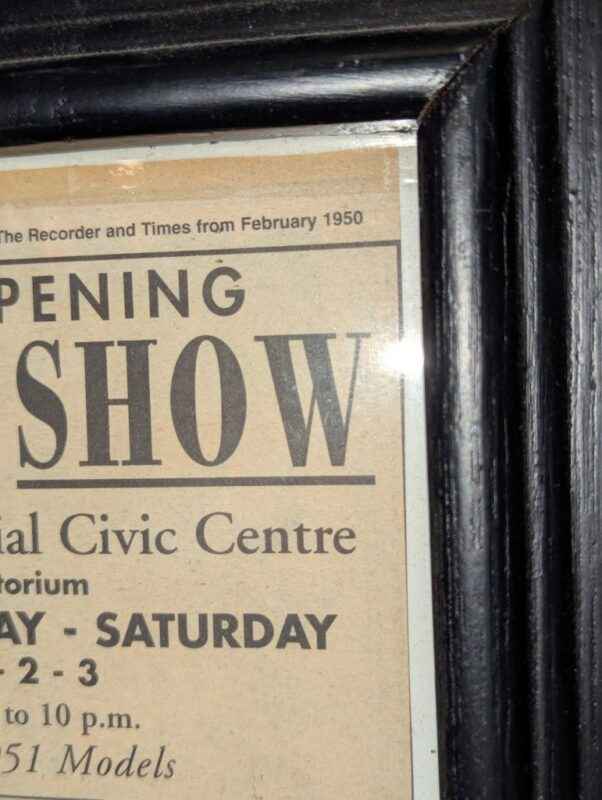 The Recorder and Times from February 1950
PENING
SHOW
ial Civic Centre
torium
AY - SATURDAY
- 2 - 3
to 10 p.m.
951 Models